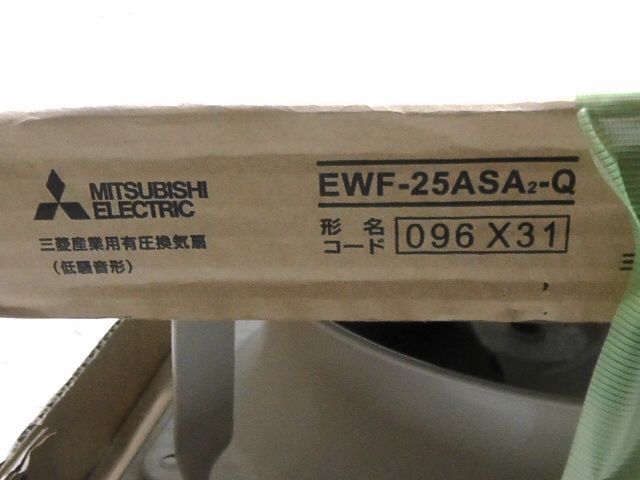 MITSUBISHI
ELECTRIC
三菱産業用有圧換気扇
(低騒音形)
EWF-25ASA₂-Q
形名
コード
096 X31